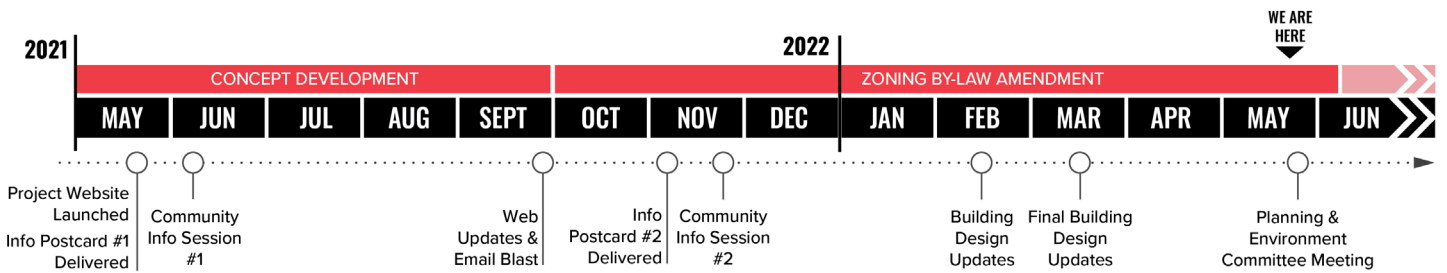 WE ARE
HERE
2021
2022
CONCEPT DEVELOPMENT
ZONING BY-LAW AMENDMENT
MAY
JUN
JUL
AUG
SEPT
OCT
NOV
DEC
JAN
FEB
MAR
APR
MAY
JUN
Project Website
Launched
Info Postcard #1
Delivered
Community
Info Session
#1
Web
Updates &
Email Blast
Info
Postcard #2
Delivered
Community
Info Session
#2
Building
Design
Updates
Final Building
Design
Updates
Planning &
Environment
Committee Meeting